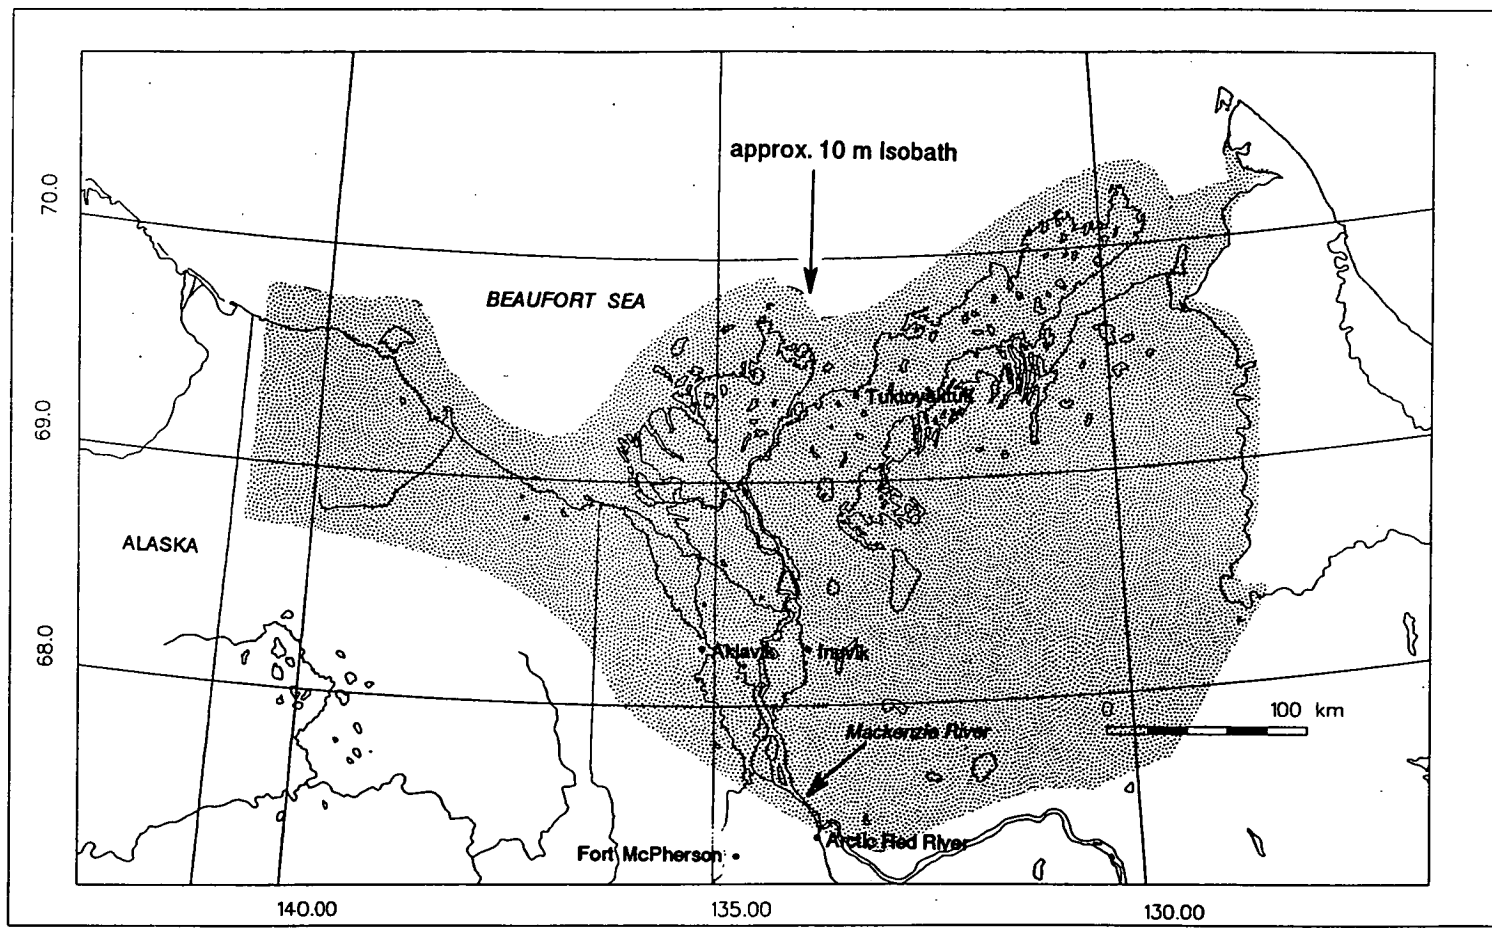 approx. 10 m Isobath
70.0
BEAUFORT SEA
69.0
Tuktoyaktuk
ALASKA
68.0
Aklavik
Inuvik
100 km
Mackenzie River
Arctic Red River
Fort McPherson
140.00
135.00
130.00